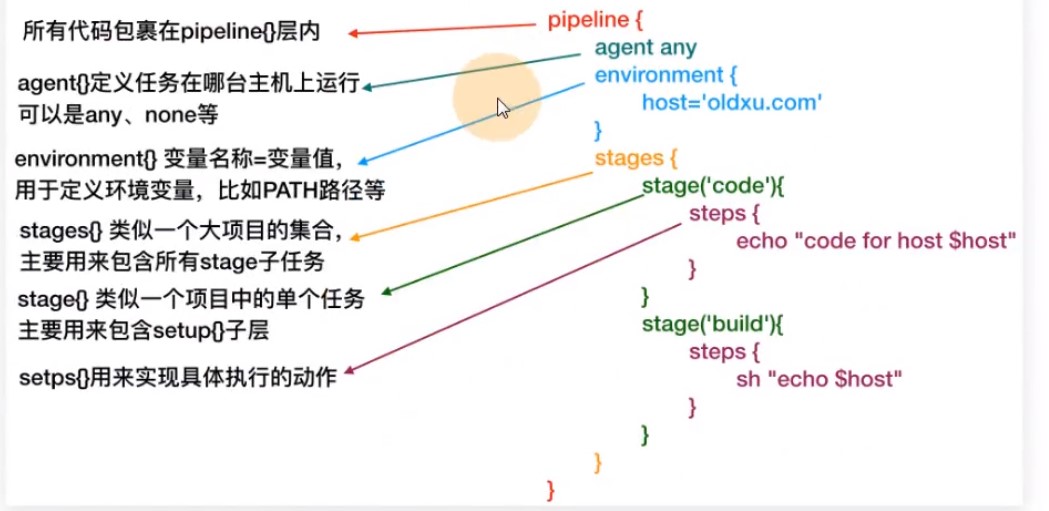 所有代码包裹在pipeline{}层内
agent{}定义任务在哪台主机上运行
可以是any、none等
environment{} 变量名称=变量值，
用于定义环境变量，比如PATH路径等
stages{} 类似一个大项目的集合，
主要用来包含所有stage子任务
stage{} 类似一个项目中的单个任务
主要用来包含setup{}子层
setps{}用来实现具体执行的动作
pipeline {
agent any
environment {
host='oldxu.com'
}
stages {
stage('code'){
steps {
echo "code for host $host"
}
}
stage('build'){
steps {
sh "echo $host"
}
}
}
}